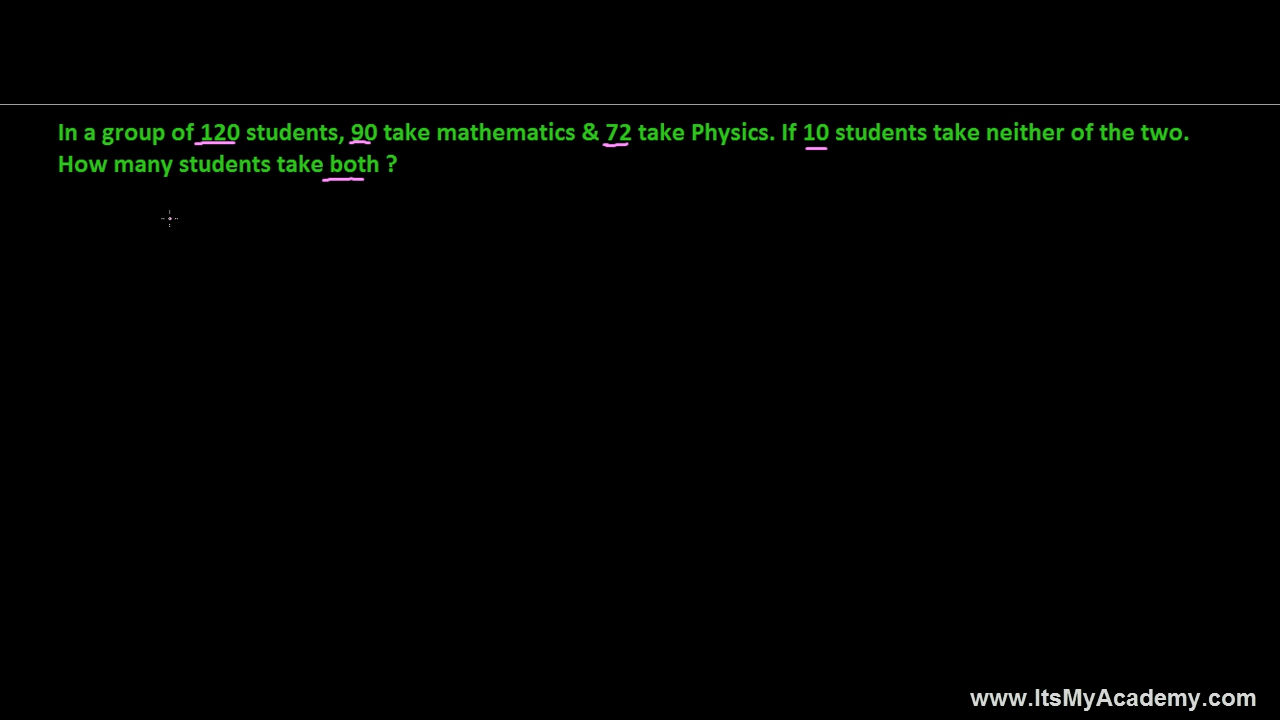 In a group of 120 students, 90 take mathematics & 72 take Physics. If 10 students take neither of the two.
How many students take both ?
www.ItsMyAcademy.com